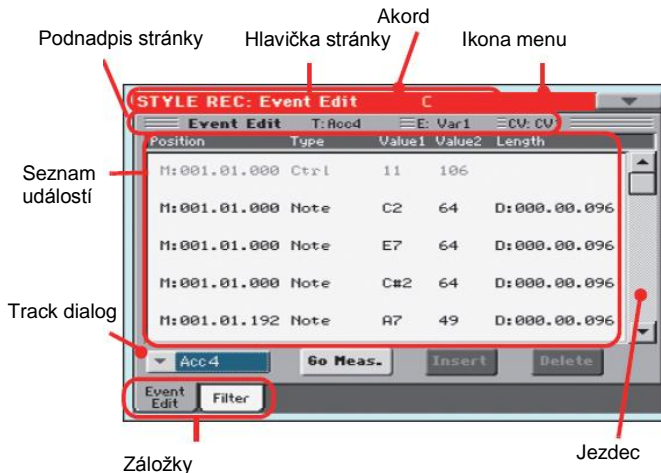 Akord
Podnadpis stránky Hlavička stránky Ikona menu
STYLE REC: Event Edit C
Event Edit T: Acc4 E: Var1 CV: CV
Position Type Value1 Value2 Length
M:001.01.000 Ctrl 11 106
M:001.01.000 Note C2 64 D:000.00.096
M:001.01.000 Note E7 64 D:000.00.096
M:001.01.000 Note C#2 64 D:000.00.096
M:001.01.192 Note A7 49 D:000.00.096
Seznam
událostí
Track dialog
Acc4 Go Meas. Insert Delete
Event
Edit
Filter
Záložky
Jezdec